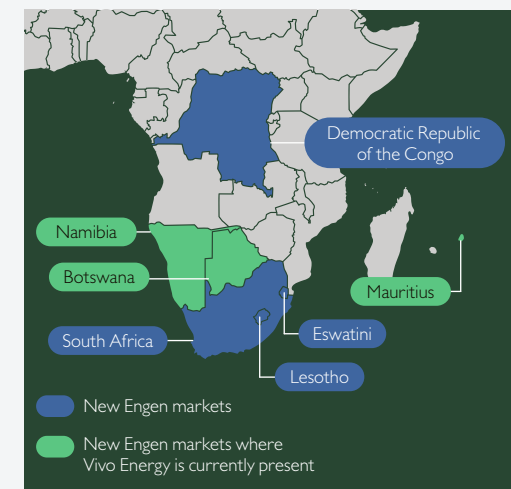 Democratic Republic
of the Congo
Namibia
Botswana
Mauritius
South Africa
Eswatini
Lesotho
New Engen markets
New Engen markets where
Vivo Energy is currently present